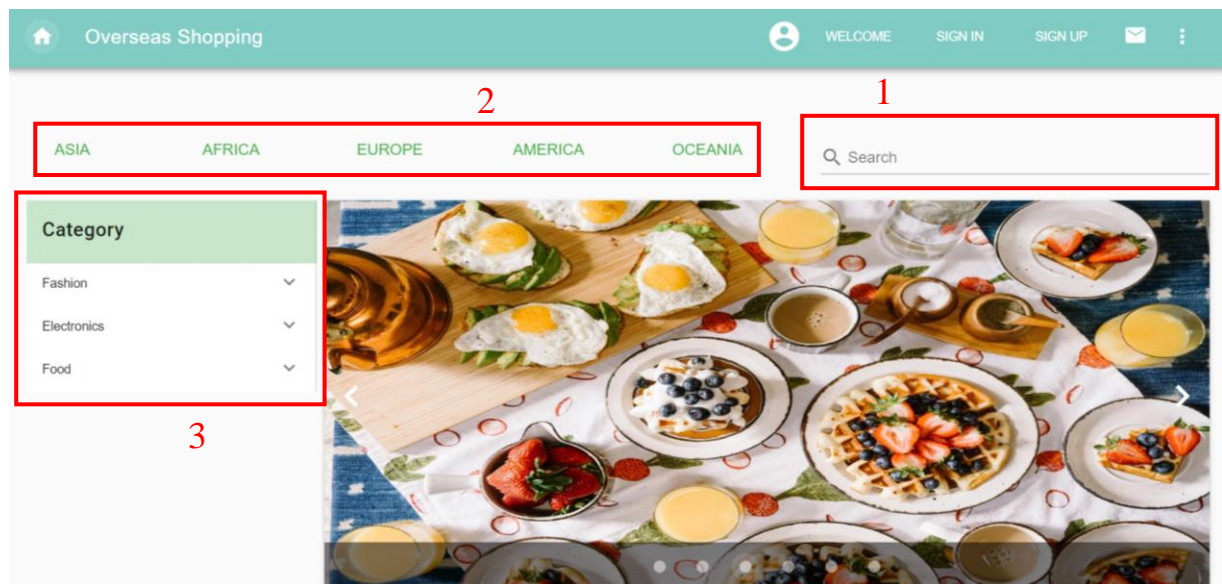 Overseas Shopping WELCOME SIGN IN SIGN UP
2 1
ASIA AFRICA EUROPE AMERICA OCEANIA
Search
Category
Fashion
Electronics
Food
3